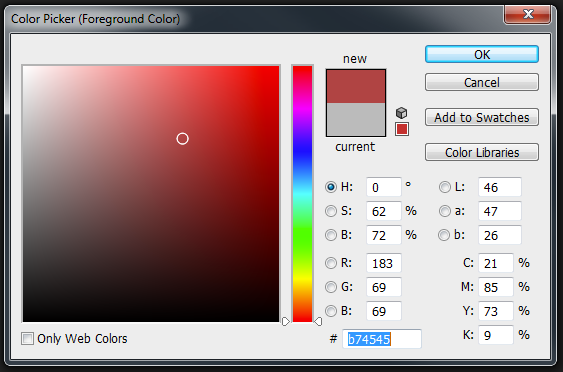 Color Picker (Foreground Color)
new
current
OK
Cancel
Add to Swatches
Color Libraries
H: 0 °
S: 62 %
B: 72 %
R: 183
G: 69
B: 69
L: 46
a: 47
b: 26
C: 21 %
M: 85 %
Y: 73 %
K: 9 %
# b74545
Only Web Colors